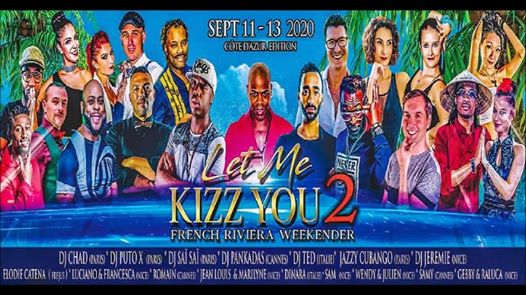 SEPT 11 - 13 2020
CÔTE D'AZUR EDITION
NEVER
Let Me
KIZZ YOU 2
FRENCH RIVIERA WEEKENDER
DJ CHAD (PARIS) * DJ PUTO X (PARIS) * DJ SAÏ SAÏ (PARIS) * DJ PANKADAS (CANNES) * DJ TED (ITALIE) * JAZZY CUBANGO (PARIS) * DJ JEREMIE (NICE)
ELODIE CATENA ( FREJUS ) * LUCIANO & FRANCESCA (NICE) * ROMAIN (CANNES) * JEAN LOUIS & MARILYNE (NICE) * DINARA (ITALIE) * SAM (NICE) * WENDY & JULIEN (NICE) * SAMY (CANNES) * GEBBY & RALUCA (NICE)